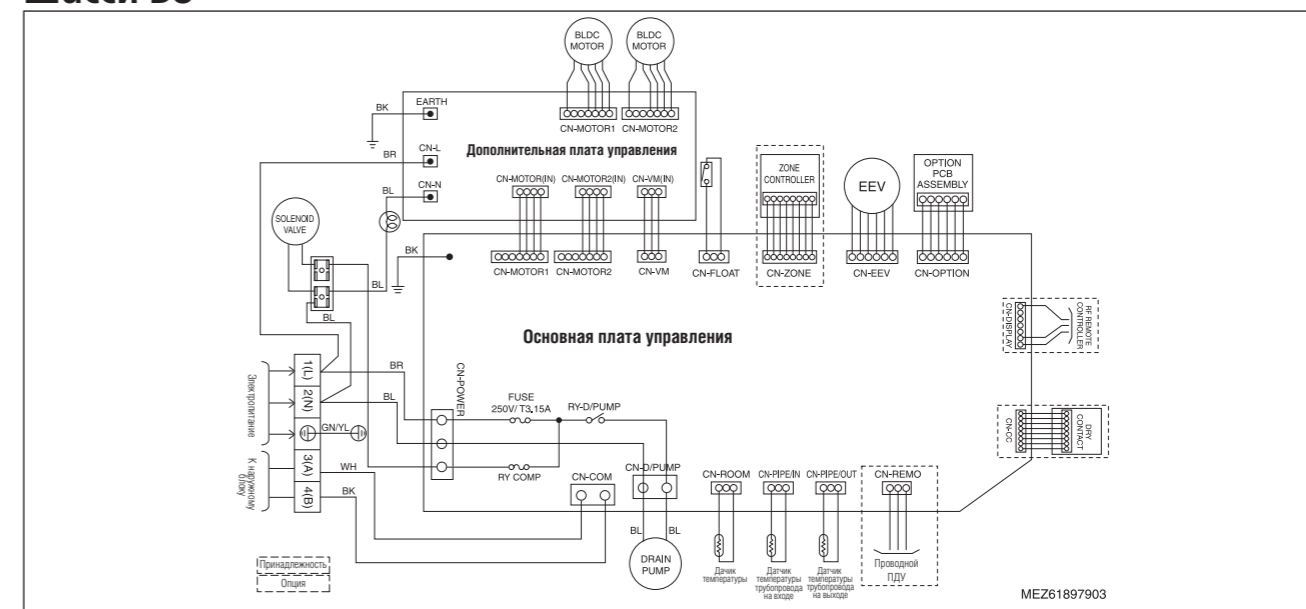 Шасси B8
BLDC
MOTOR
BLDC
MOTOR
EARTH
BK
CN-MOTOR1
CN-MOTOR2
BR
CN-L
Дополнительная плата управления
BL
CN-N
CN-MOTOR(IN)
CN-MOTOR2(IN)
CN-VM(IN)
ZONE
CONTROLLER
EEV
OPTION
PCB
ASSEMBLY
SOLENOID
VALVE
BK
CN-MOTOR1
CN-MOTOR2
CN-VM
CN-FLOAT
CN-ZONE
CN-EEV
CN-OPTION
BL
BL
Основная плата управления
CN-DISPLAY
RF REMOTE
CONTROLLER
Электропитание
1(L)
2(N)
GN/YL
BR
BL
CN-POWER
FUSE
250V/ T3.15A
RY-D/PUMP
RY COMP
CN-CC
DRY
CONTACT
К наружному
блоку
3(A)
4(B)
WH
BK
CN-COM
CN-D/PUMP
CN-ROOM
CN-PIPE/IN
CN-PIPE/OUT
CN-REMO
BL
BL
DRAIN
PUMP
Дачик
температуры
Датчик
температуры
трубопровода
на входе
Датчик
температуры
трубопровода
на выходе
Проводной
ПДУ
Принадлежность
Опция
MEZ61897903